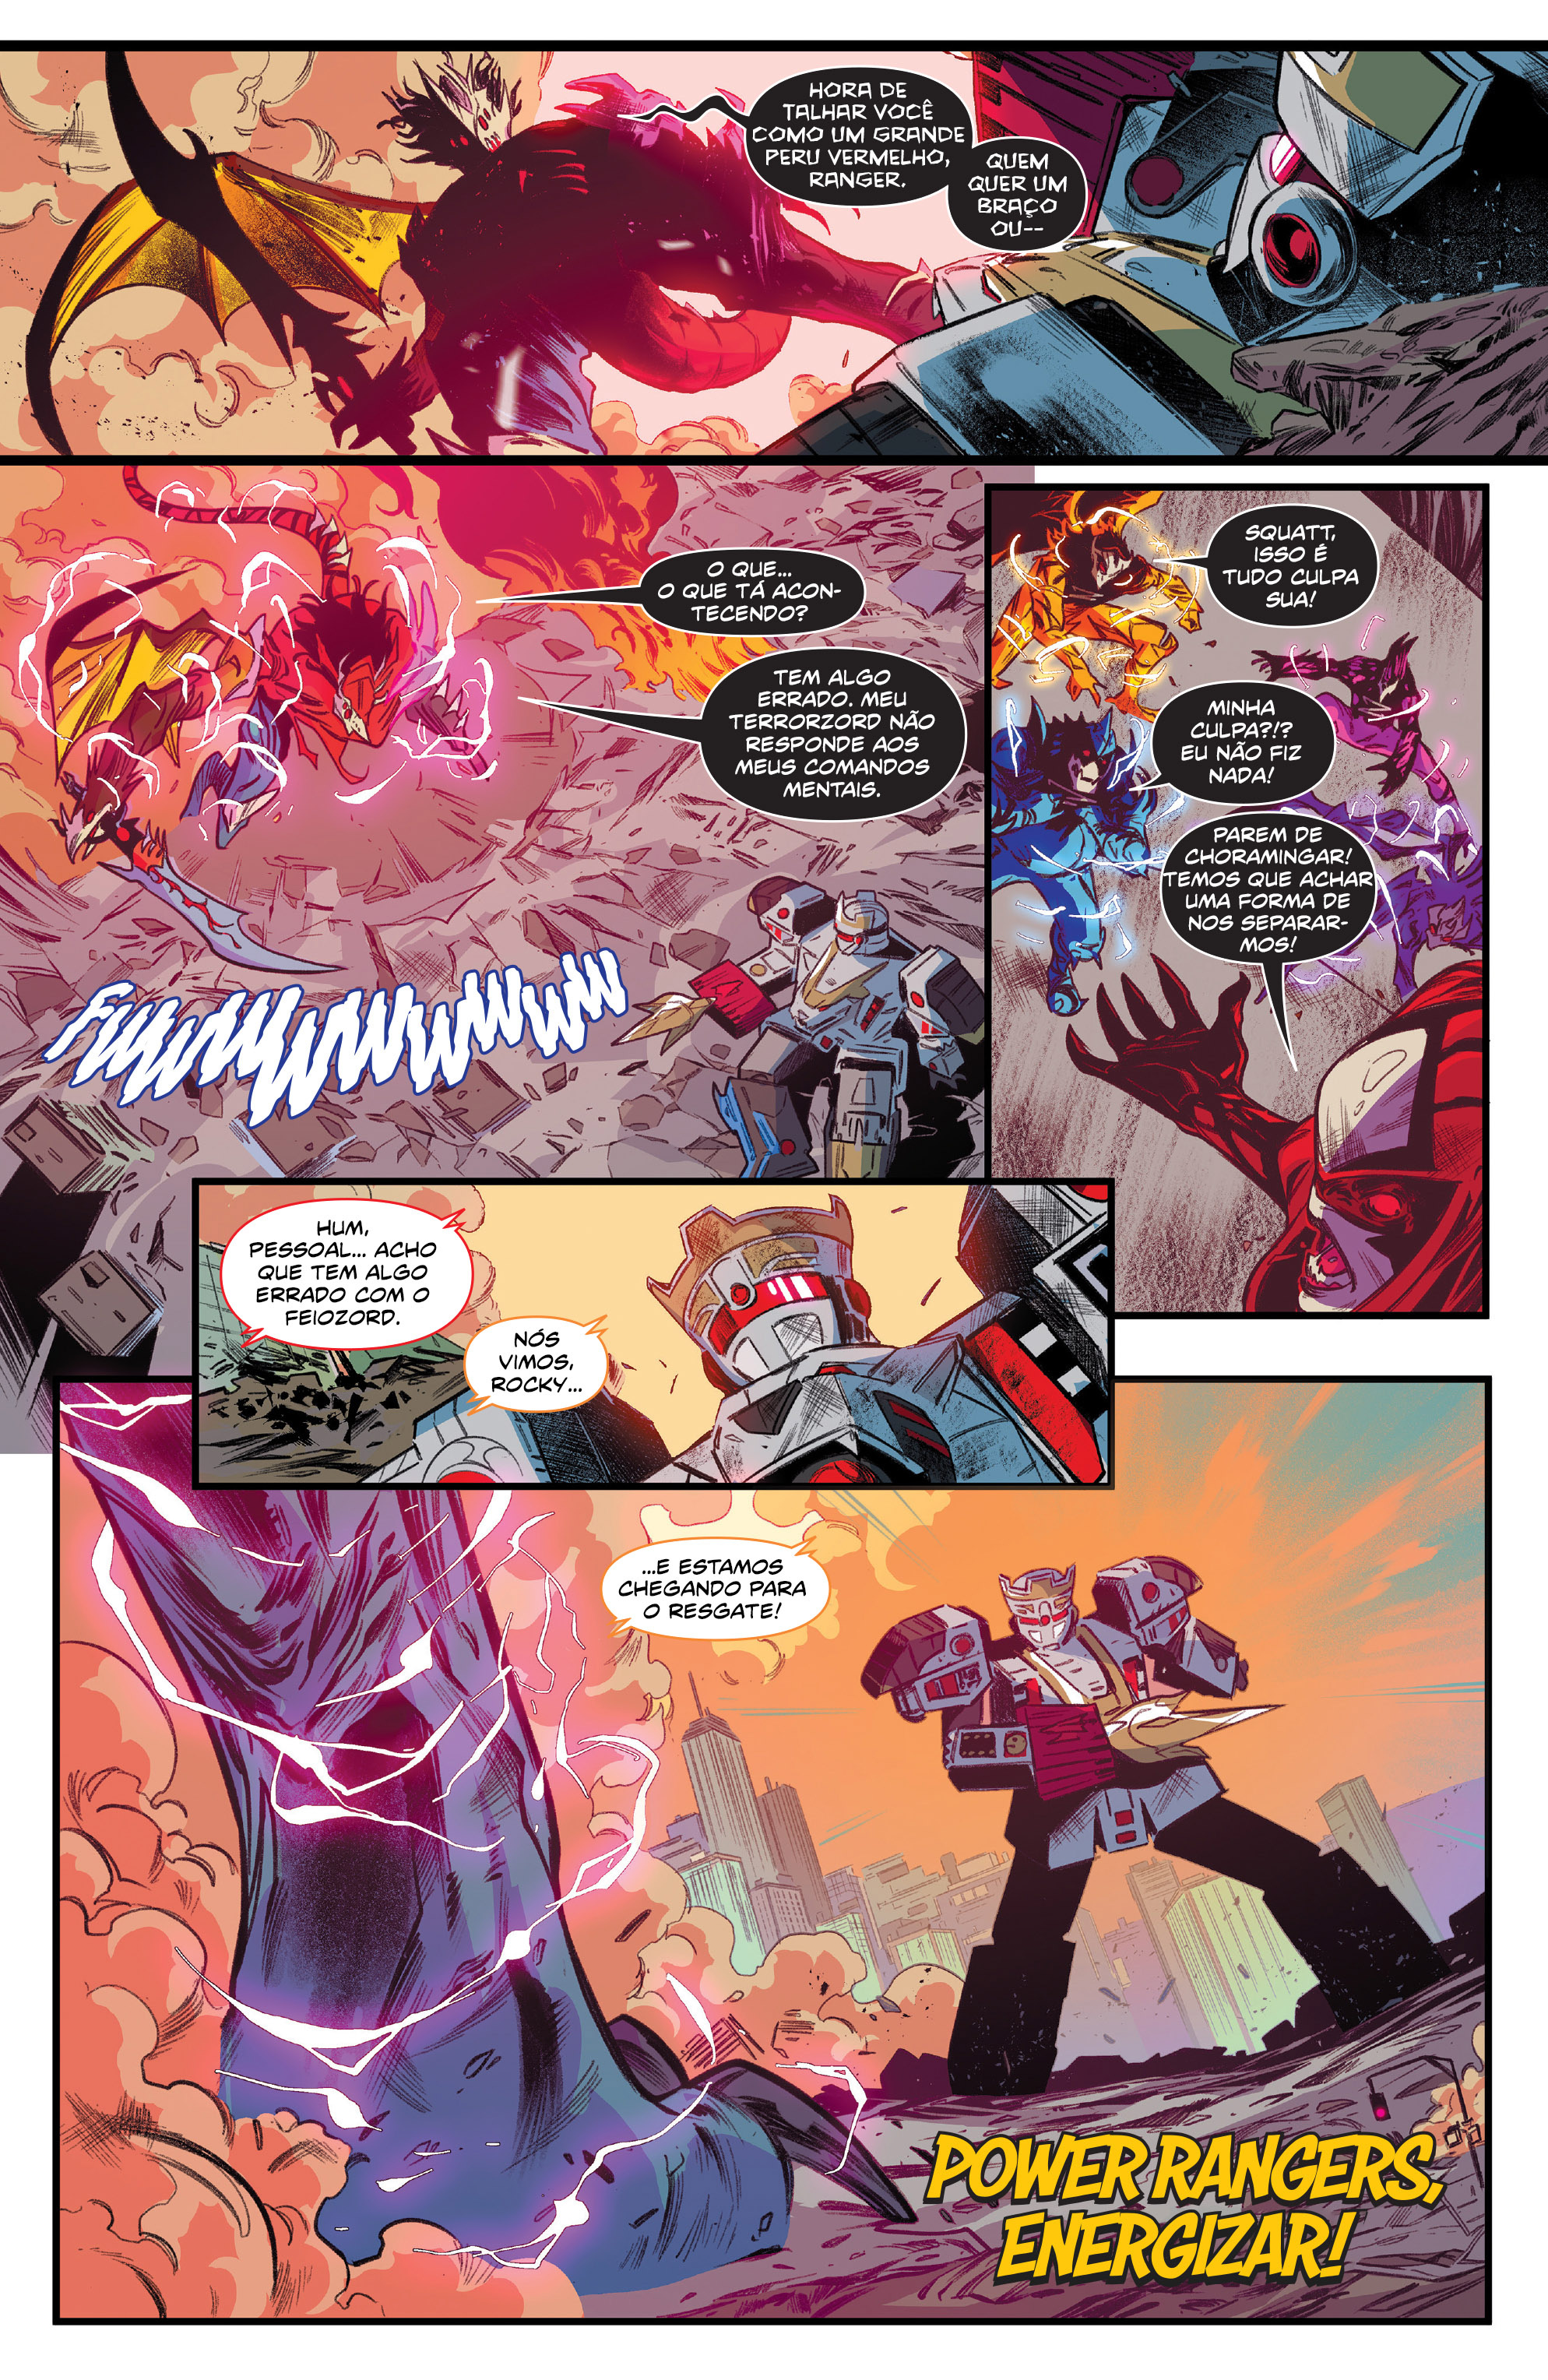 HORA DE
TALHAR VOCÊ
COMO UM GRANDE
PERU VERMELHO,
RANGER.
QUEM
QUER UM
BRAÇO
OU--
O QUE...
O QUE TÁ ACON-
TECENDO?
TEM ALGO
ERRADO. MEU
TERRORZORD NÃO
RESPONDE AOS
MEUS COMANDOS
MENTAIS.
FWWWWWWWWWWW
SQUATT,
ISSO É
TUDO CULPA
SUA!
MINHA
CULPA?!?
EU NÃO FIZ
NADA!
PAREM DE
CHORAMINGAR!
TEMOS QUE ACHAR
UMA FORMA DE
NOS SEPARAR-
MOS!
HUM,
PESSOAL... ACHO
QUE TEM ALGO
ERRADO COM O
FEIOZORD.
NÓS
VIMOS,
ROCKY...
...E ESTAMOS
CHEGANDO PARA
O RESGATE!
POWER RANGERS,
ENERGIZAR!